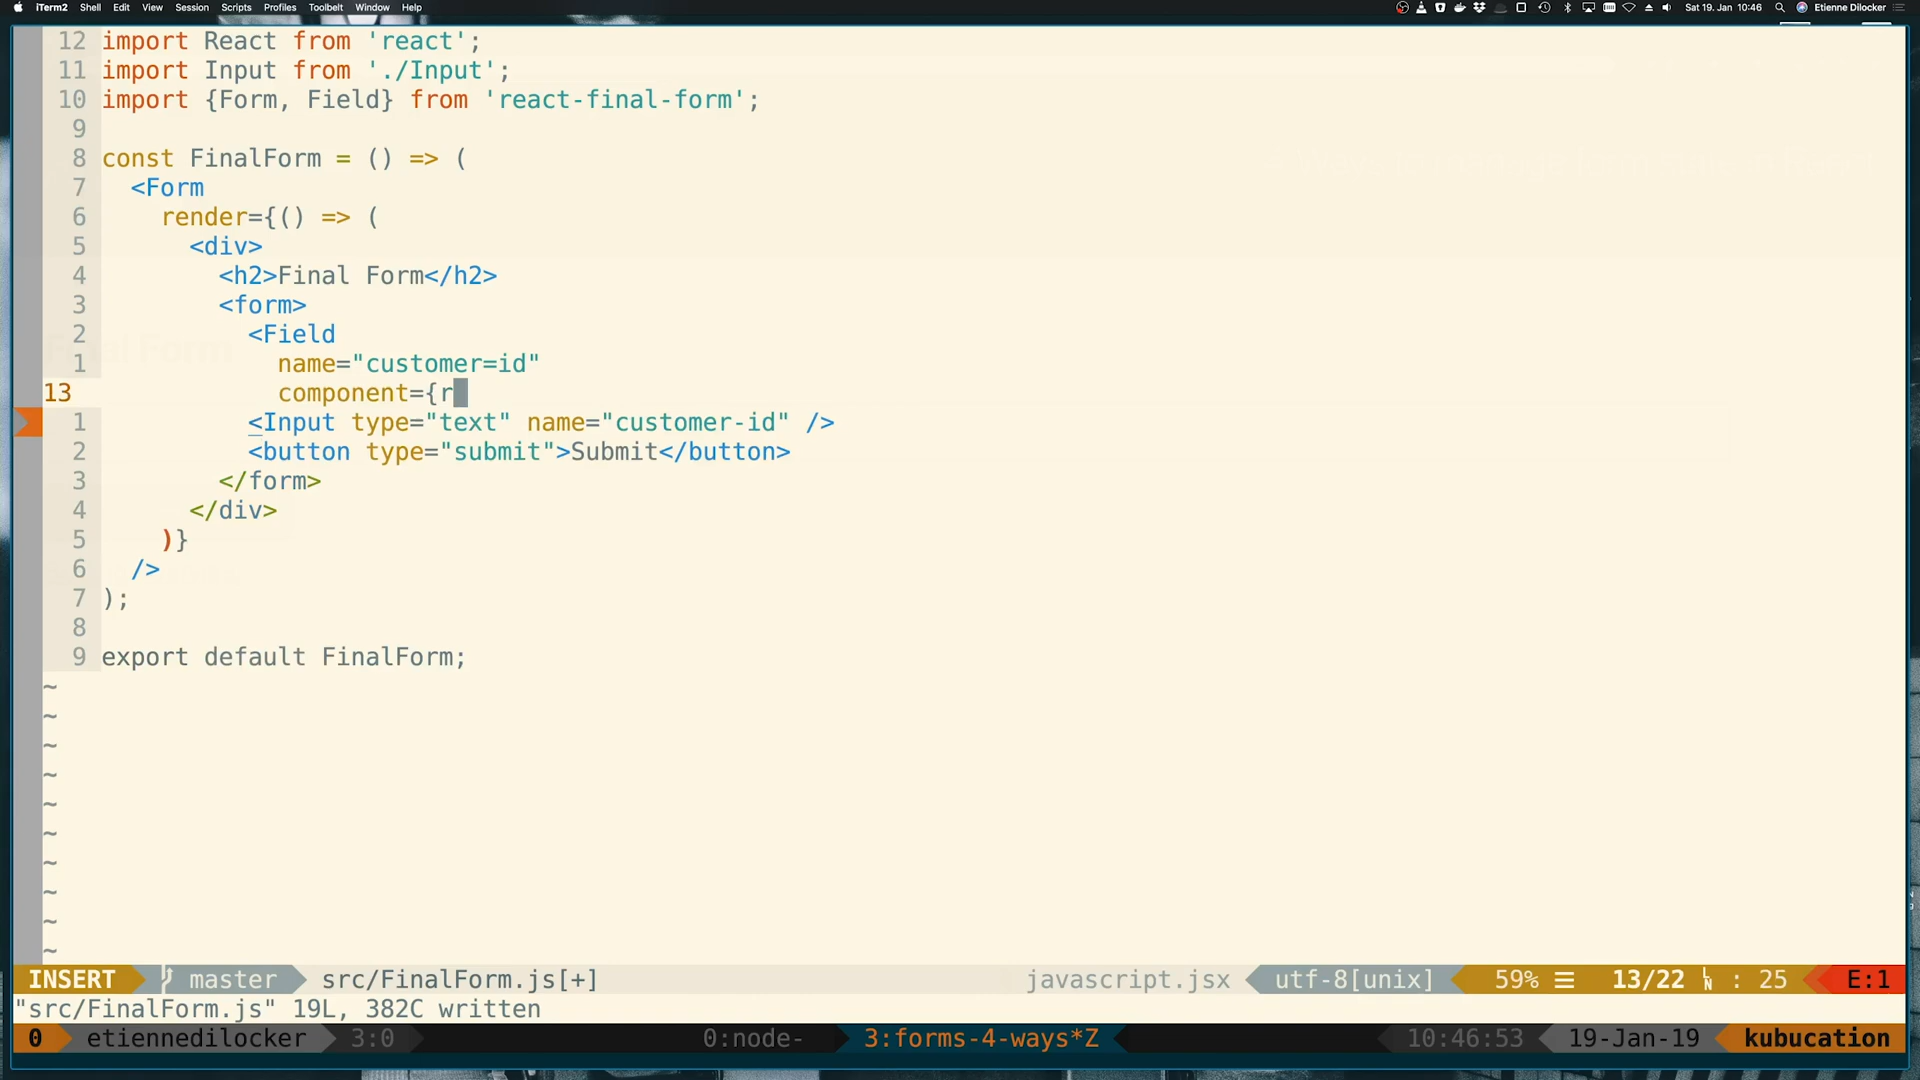 iTerm2 Shell Edit View Session Scripts Profiles Toolbelt Window Help Sat 19. Jan 10:46 Etienne Dilocker
12 import React from 'react';
11 import Input from './Input';
10 import {Form, Field} from 'react-final-form';
9
8 const FinalForm = () => (
7 <Form
6 render={() => (
5 <div>
4 <h2>Final Form</h2>
3 <form>
2 <Field
1 name="customer=id"
13 component={r
1 <Input type="text" name="customer-id" />
2 <button type="submit">Submit</button>
3 </form>
4 </div>
5 )}
6 />
7 );
8
9 export default FinalForm;
~
~
~
~
~
~
~
~
~
~
INSERT master src/FinalForm.js[+] javascript.jsx utf-8[unix] 59% ☰ 13/22 ␤ : 25 E:1
"src/FinalForm.js" 19L, 382C written
0 etiennedilocker 3:0 0:node- 3:forms-4-ways*Z 10:46:53 19-Jan-19 kubucation